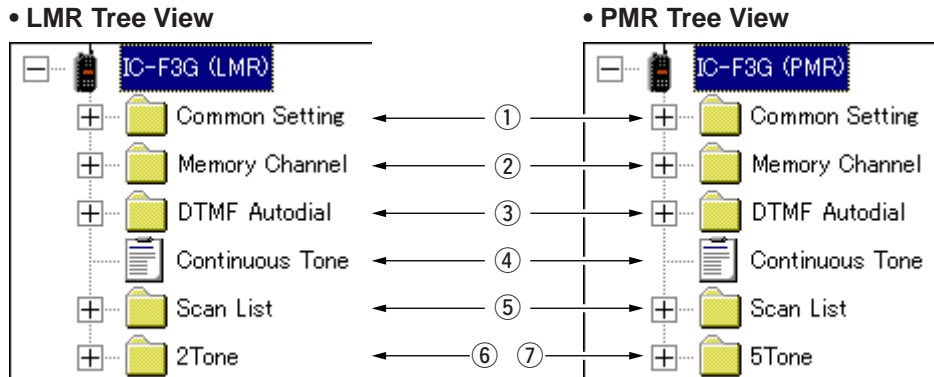 • LMR Tree View
• PMR Tree View
IC-F3G (LMR)
IC-F3G (PMR)
Common Setting ① Common Setting
Memory Channel ② Memory Channel
DTMF Autodial ③ DTMF Autodial
Continuous Tone ④ Continuous Tone
Scan List ⑤ Scan List
2Tone ⑥ ⑦ 5Tone